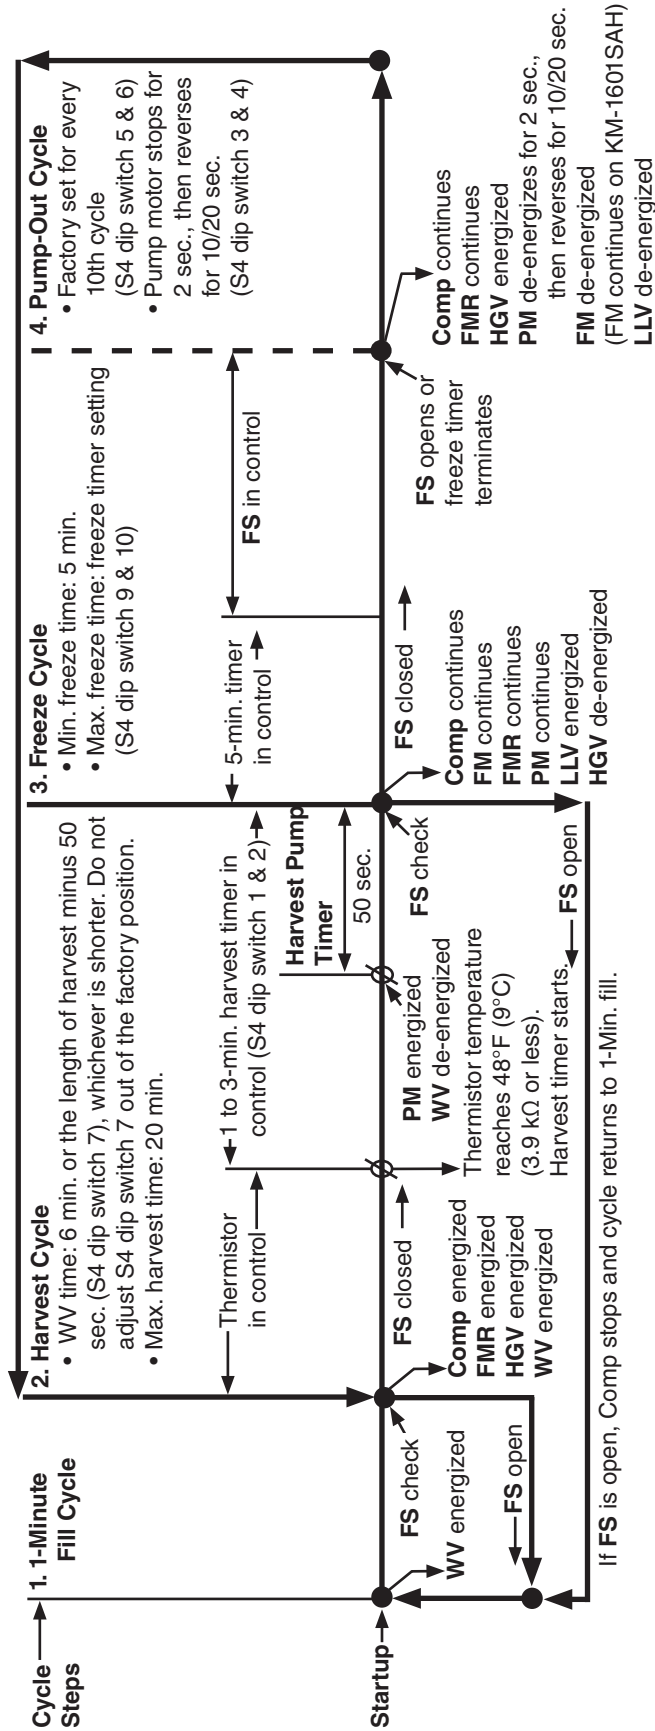 Cycle
Steps
1. 1-Minute
Fill Cycle
2. Harvest Cycle
• WV time: 6 min. or the length of harvest minus 50
sec. (S4 dip switch 7), whichever is shorter. Do not
adjust S4 dip switch 7 out of the factory position.
• Max. harvest time: 20 min.
3. Freeze Cycle
• Min. freeze time: 5 min.
• Max. freeze time: freeze timer setting
(S4 dip switch 9 & 10)
4. Pump-Out Cycle
• Factory set for every
10th cycle
(S4 dip switch 5 & 6)
• Pump motor stops for
2 sec., then reverses
for 10/20 sec.
(S4 dip switch 3 & 4)
Thermistor
in control
1 to 3-min. harvest timer in
control (S4 dip switch 1 & 2)
Harvest Pump
Timer
50 sec.
5-min. timer
in control
FS in control
Startup
WV energized
FS check
FS open
FS closed
Comp energized
FMR energized
HGV energized
WV energized
Thermistor temperature
reaches 48°F (9°C)
(3.9 kΩ or less).
Harvest timer starts.
PM energized
WV de-energized
FS check
FS open
FS closed
Comp continues
FM continues
FMR continues
PM continues
LLV energized
HGV de-energized
FS opens or
freeze timer
terminates
Comp continues
FMR continues
HGV energized
PM de-energizes for 2 sec.,
then reverses for 10/20 sec.
FM de-energized
(FM continues on KM-1601SAH)
LLV de-energized
If FS is open, Comp stops and cycle returns to 1-Min. fill.